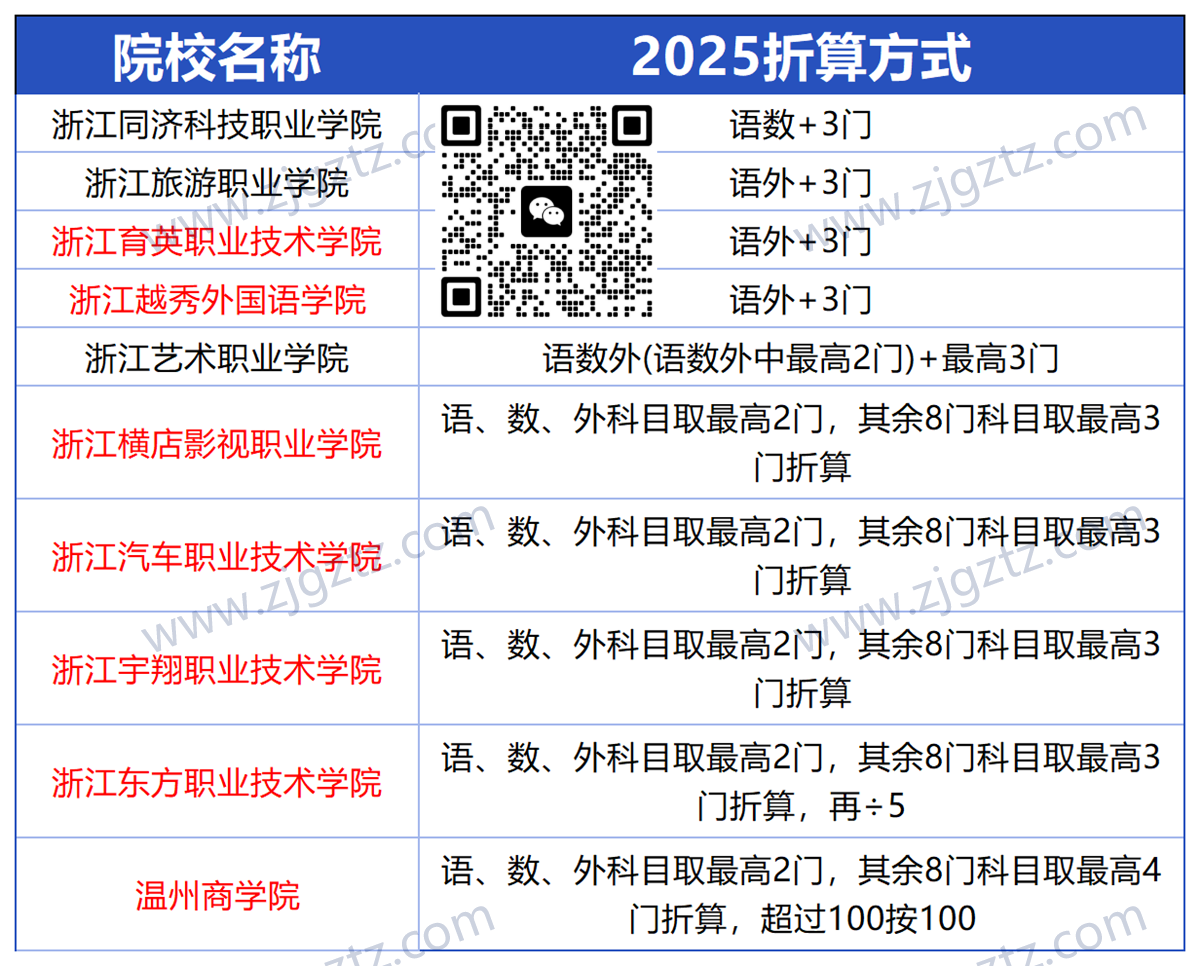 院校名称 2025折算方式
浙江同济科技职业学院 语数+3门
浙江旅游职业学院 语外+3门
浙江育英职业技术学院 语外+3门
浙江越秀外国语学院 语外+3门
浙江艺术职业学院 语数外(语数外中最高2门)+最高3门
浙江横店影视职业学院 语、数、外科目取最高2门，其余8门科目取最高3
门折算
浙江汽车职业技术学院 语、数、外科目取最高2门，其余8门科目取最高3
门折算
浙江宇翔职业技术学院 语、数、外科目取最高2门，其余8门科目取最高3
门折算
浙江东方职业技术学院 语、数、外科目取最高2门，其余8门科目取最高3
门折算，再÷5
温州商学院 语、数、外科目取最高2门，其余8门科目取最高4
门折算，超过100按100
www.zjgztz.co
www.zjgztz.com
www.zjgztz.com
www.zjgztz.com
ztz.com
ztz.com